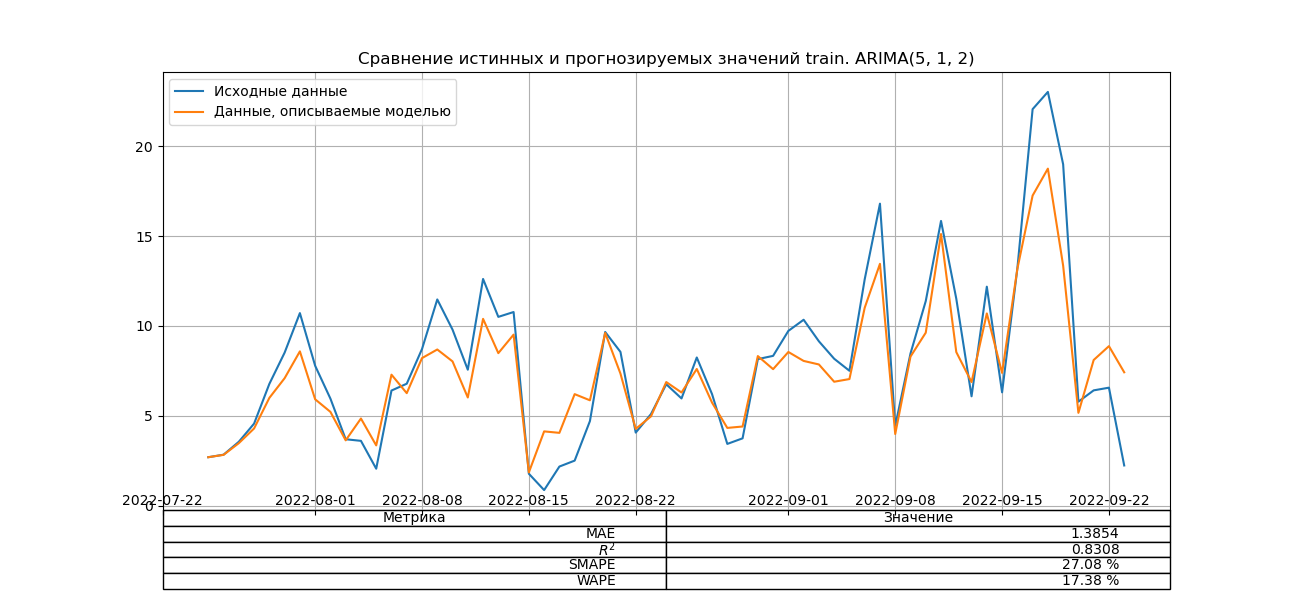 Сравнение истинных и прогнозируемых значений train. ARIMA(5, 1, 2)
Исходные данные
Данные, описываемые моделью
20
15
10
5
0
2022-07-22 2022-08-01 2022-08-08 2022-08-15 2022-08-22 2022-09-01 2022-09-08 2022-09-15 2022-09-22
Метрика Значение
MAE 1.3854
R² 0.8308
SMAPE 27.08 %
WAPE 17.38 %